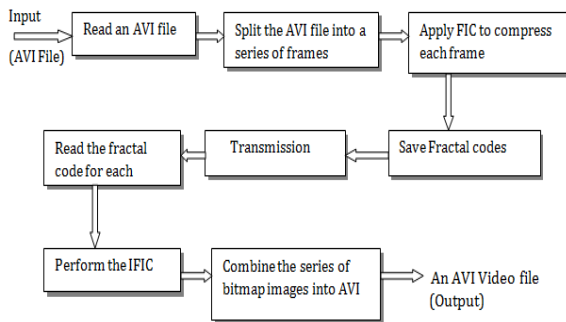 Input
(AVI File)
Read an AVI file
Split the AVI file into a
series of frames
Apply FIC to compress
each frame
Save Fractal codes
Transmission
Read the fractal
code for each
Perform the IFIC
Combine the series of
bitmap images into AVI
An AVI Video file
(Output)